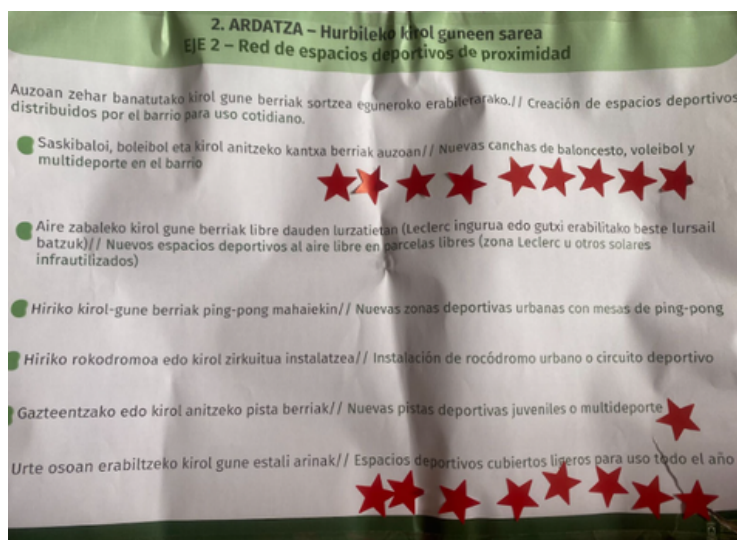 2. ARDATZA – Hurbileko kirol guneen sarea
EJE 2 – Red de espacios deportivos de proximidad
Auzoan zehar banatutako kirol gune berriak sortzea eguneroko erabilerarako.// Creación de espacios deportivos
distribuidos por el barrio para uso cotidiano.
Saskibaloi, boleibol eta kirol anitzeko kantxa berriak auzoan// Nuevas canchas de baloncesto, voleibol y
multideporte en el barrio
Aire zabaleko kirol gune berriak libre dauden lurzatietan (Leclerc ingurua edo gutxi erabilitako beste lursail
batzuk)// Nuevos espacios deportivos al aire libre en parcelas libres (zona Leclerc u otros solares
infrautilizados)
Hiriko kirol-gune berriak ping-pong mahaiekin// Nuevas zonas deportivas urbanas con mesas de ping-pong
Hiriko rokodromoa edo kirol zirkuitua instalatzea// Instalación de rocódromo urbano o circuito deportivo
Gazteentzako edo kirol anitzeko pista berriak// Nuevas pistas deportivas juveniles o multideporte
Urte osoan erabiltzeko kirol gune estali arinak// Espacios deportivos cubiertos ligeros para uso todo el año